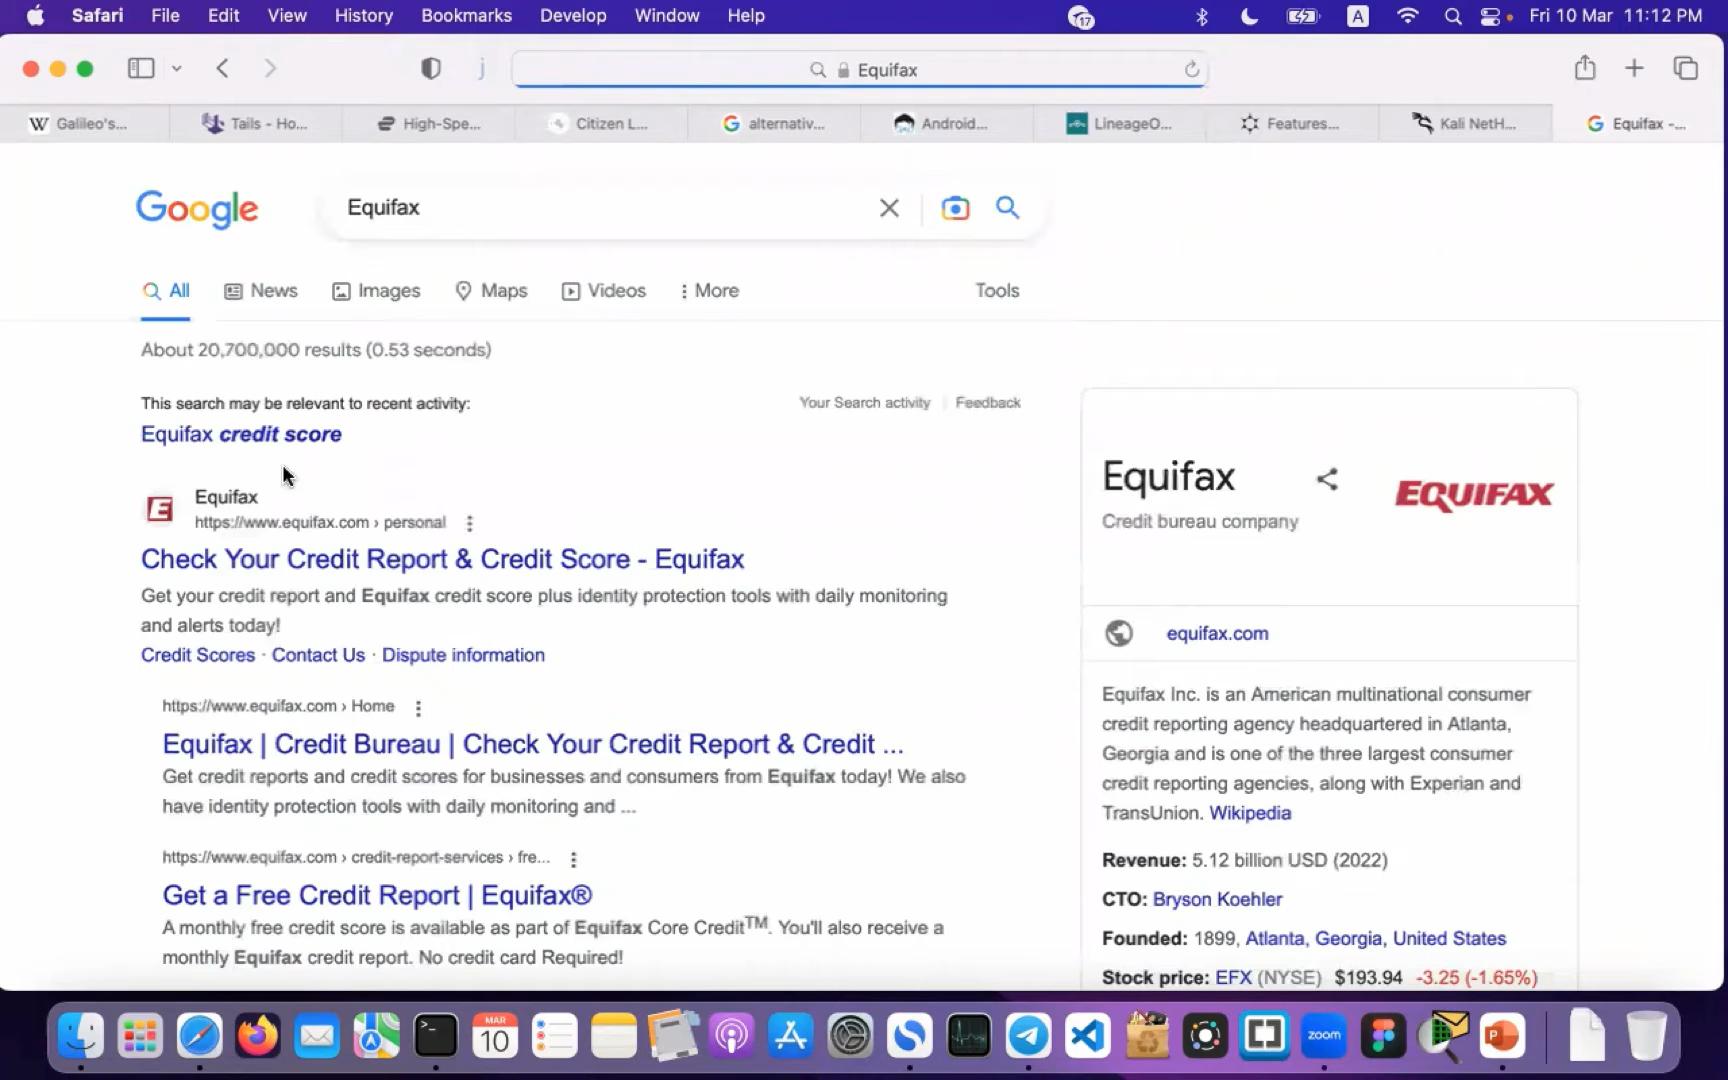 Safari File Edit View History Bookmarks Develop Window Help 17 A Fri 10 Mar 11:12 PM
j Equifax
W Galileo's... Tails - Ho... High-Spe... Citizen L... alternativ... Android... LineageO... Features... Kali NetH... Equifax -...
Google Equifax
All News Images Maps Videos More Tools
About 20,700,000 results (0.53 seconds)
This search may be relevant to recent activity: Your Search activity Feedback
Equifax credit score
Equifax
https://www.equifax.com › personal
Check Your Credit Report & Credit Score - Equifax
Get your credit report and Equifax credit score plus identity protection tools with daily monitoring
and alerts today!
Credit Scores · Contact Us · Dispute information
https://www.equifax.com › Home
Equifax | Credit Bureau | Check Your Credit Report & Credit ...
Get credit reports and credit scores for businesses and consumers from Equifax today! We also
have identity protection tools with daily monitoring and ...
https://www.equifax.com › credit-report-services › fre...
Get a Free Credit Report | Equifax®
A monthly free credit score is available as part of Equifax Core Credit™. You'll also receive a
monthly Equifax credit report. No credit card Required!
Equifax EQUIFAX
Credit bureau company
equifax.com
Equifax Inc. is an American multinational consumer
credit reporting agency headquartered in Atlanta,
Georgia and is one of the three largest consumer
credit reporting agencies, along with Experian and
TransUnion. Wikipedia
Revenue: 5.12 billion USD (2022)
CTO: Bryson Koehler
Founded: 1899, Atlanta, Georgia, United States
Stock price: EFX (NYSE) $193.94 -3.25 (-1.65%)
MAR
10
zoom
P